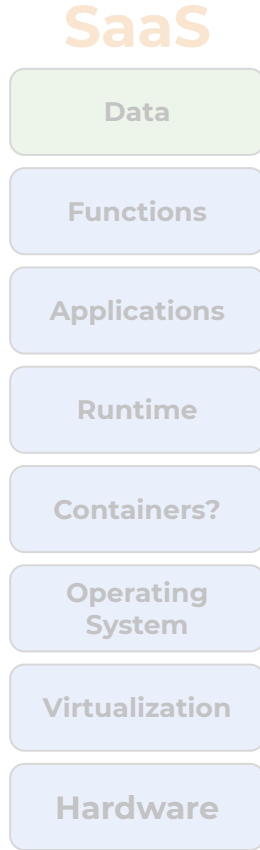 SaaS
Data
Functions
Applications
Runtime
Containers?
Operating
System
Virtualization
Hardware